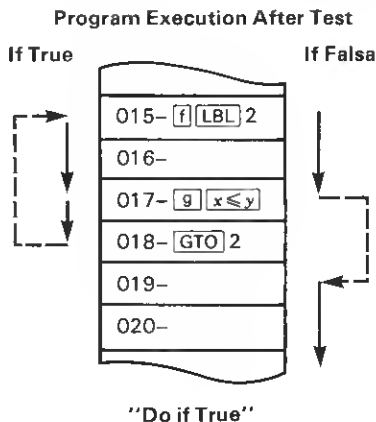 Program Execution After Test
If True
If Falsa
015– f LBL 2
016–
017– g x≤y
018– GTO 2
019–
020–
"Do if True"